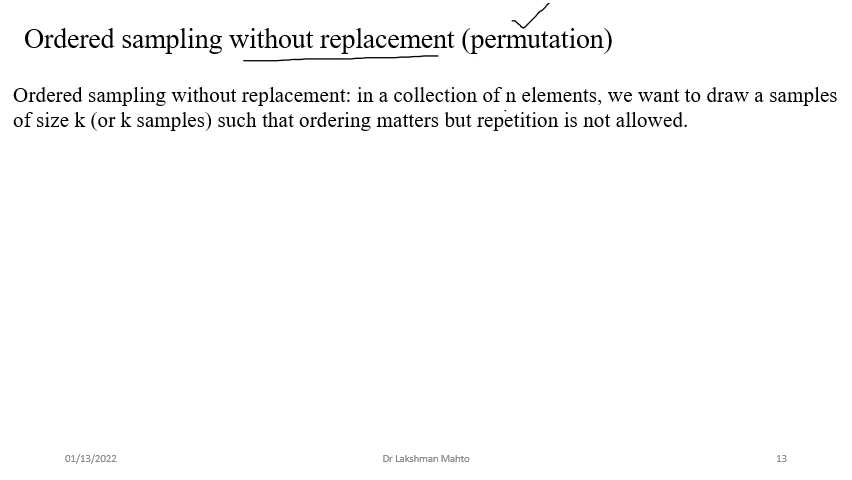 Ordered sampling without replacement (permutation)
Ordered sampling without replacement: in a collection of n elements, we want to draw a samples
of size k (or k samples) such that ordering matters but repetition is not allowed.
01/13/2022
Dr Lakshman Mahto
13